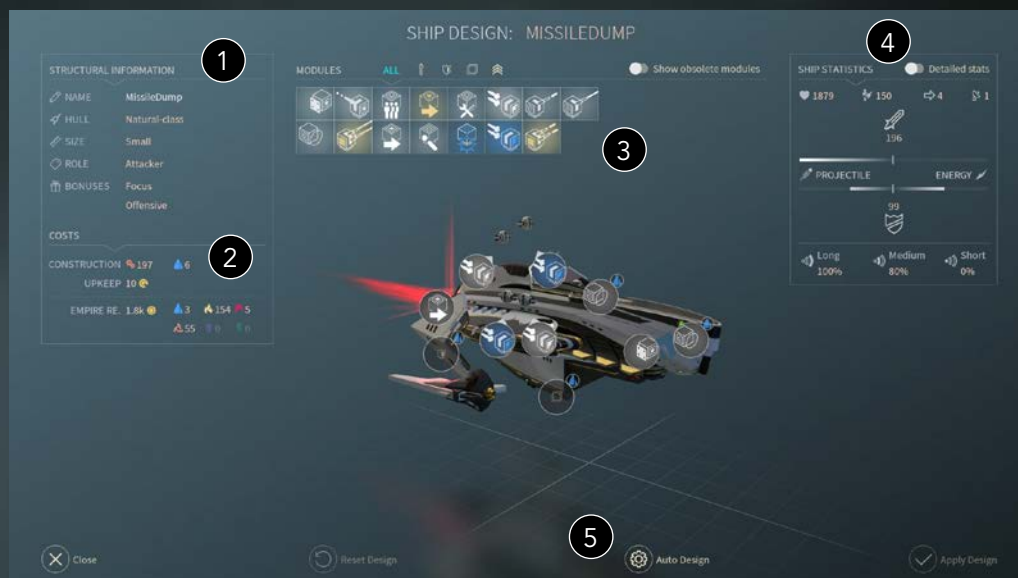 SHIP DESIGN: MISSILEDUMP
1
STRUCTURAL INFORMATION
NAME MissileDump
HULL Natural-class
SIZE Small
ROLE Attacker
BONUSES Focus
Offensive
COSTS
2
CONSTRUCTION 197 6
UPKEEP 10
EMPIRE RE. 1.8k 3 154 5
55 0 0
MODULES ALL Show obsolete modules
3
4
SHIP STATISTICS Detailed stats
1879 150 4 1
196
PROJECTILE ENERGY
99
Long Medium Short
100% 80% 0%
5
Close Reset Design Auto Design Apply Design